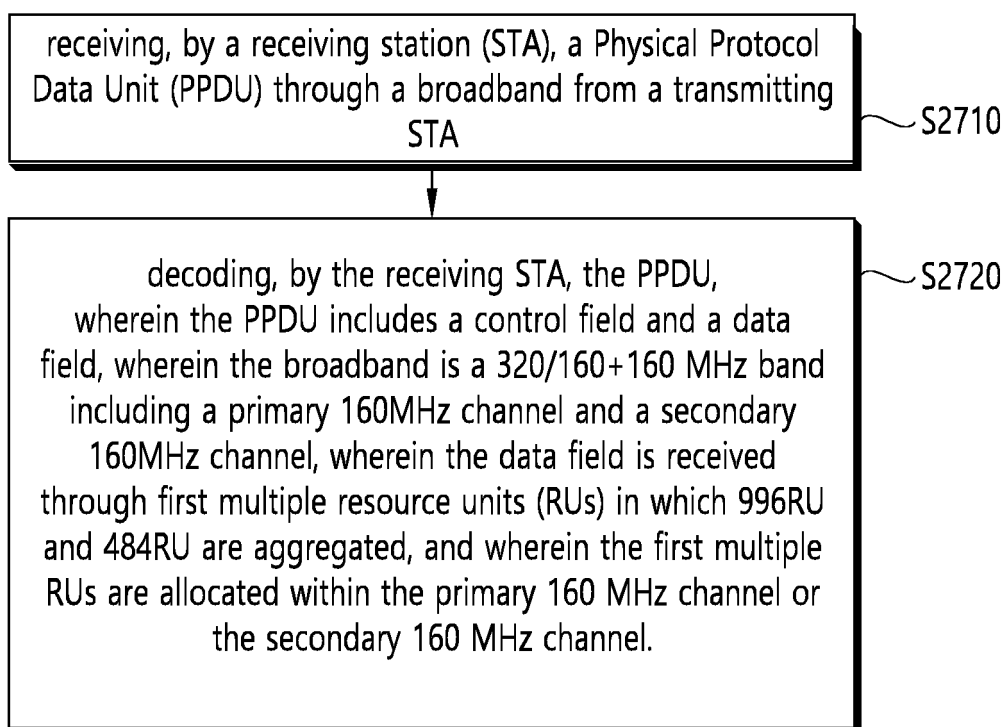 receiving, by a receiving station (STA), a Physical Protocol
Data Unit (PPDU) through a broadband from a transmitting
STA
S2710
decoding, by the receiving STA, the PPDU,
wherein the PPDU includes a control field and a data
field, wherein the broadband is a 320/160+160 MHz band
including a primary 160MHz channel and a secondary
160MHz channel, wherein the data field is received
through first multiple resource units (RUs) in which 996RU
and 484RU are aggregated, and wherein the first multiple
RUs are allocated within the primary 160 MHz channel or
the secondary 160 MHz channel.
S2720